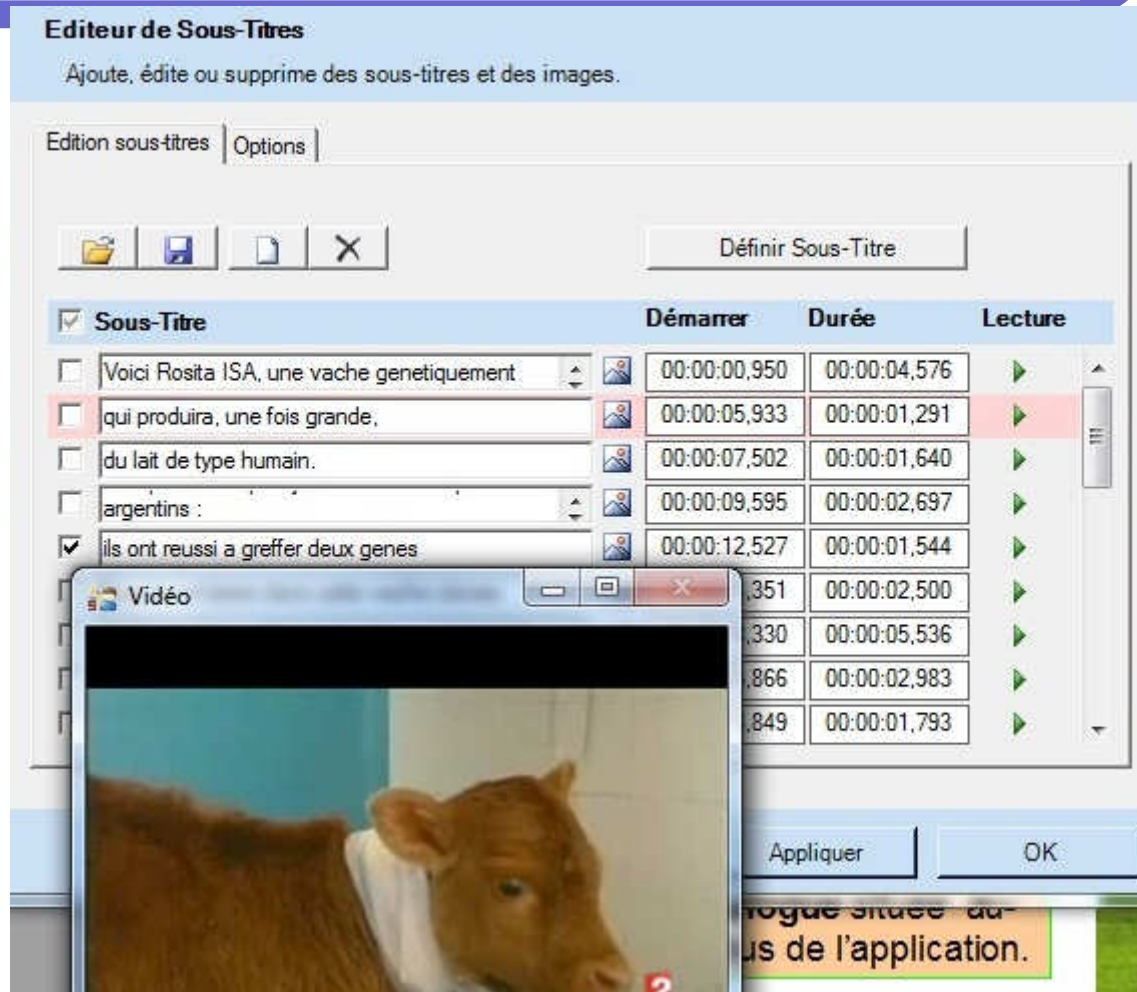 Editeur de Sous-Titres
Ajoute, édite ou supprime des sous-titres et des images.
Edition sous-titres Options
Définir Sous-Titre
Sous-Titre Démarrer Durée Lecture
Voici Rosita ISA, une vache genetiquement 00:00:00,950 00:00:04,576
qui produira, une fois grande, 00:00:05,933 00:00:01,291
du lait de type humain. 00:00:07,502 00:00:01,640
argentins : 00:00:09,595 00:00:02,697
ils ont reussi a greffer deux genes 00:00:12,527 00:00:01,544
Vidéo ,351 00:00:02,500
,330 00:00:05,536
,866 00:00:02,983
,849 00:00:01,793
Appliquer OK
située au-
us de l'application.
2